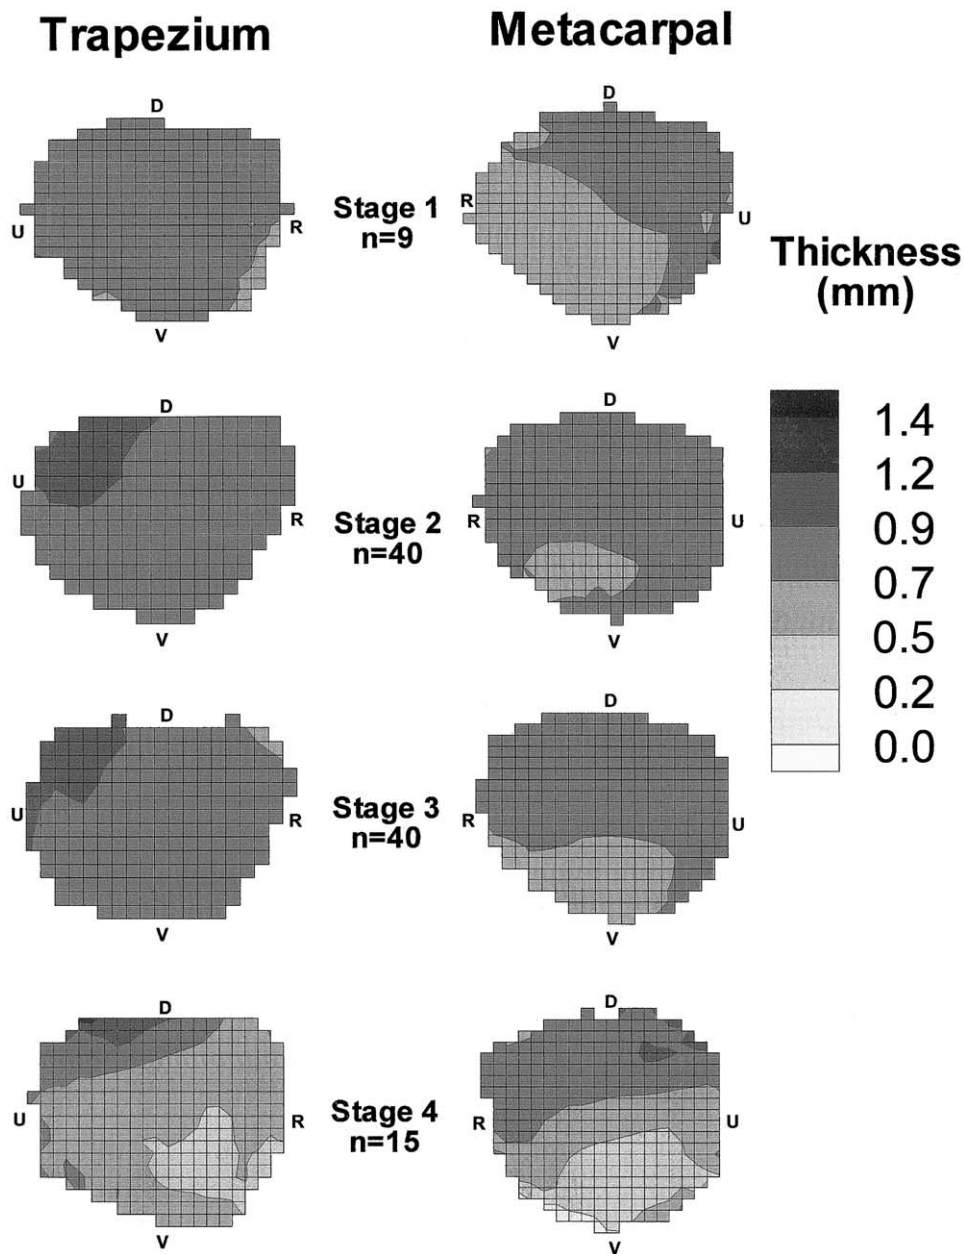 Trapezium
Metacarpal
D
D
U
Stage 1
n=9
R
R
U
V
V
Thickness
(mm)
D
D
U
Stage 2
n=40
R
R
U
V
V
1.4
1.2
0.9
0.7
0.5
0.2
0.0
D
D
U
Stage 3
n=40
R
R
U
V
V
D
D
U
Stage 4
n=15
R
R
U
V
V